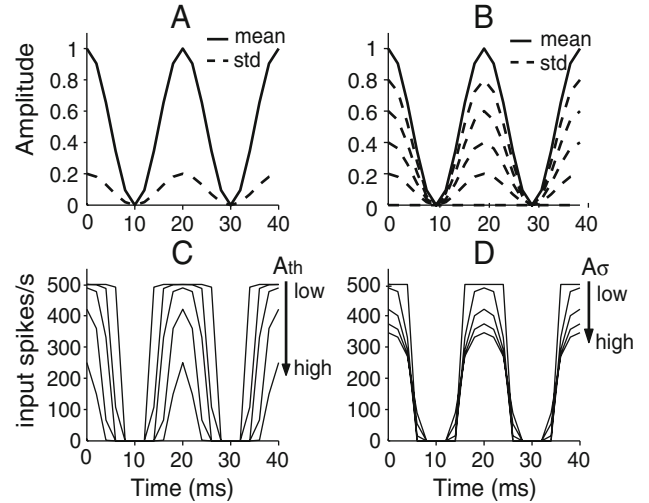 A
B
mean
std
mean
std
Amplitude
1
0.8
0.6
0.4
0.2
0
0 10 20 30 40
1
0.8
0.6
0.4
0.2
0
0 10 20 30 40
C
D
Ath
low
high
Aσ
low
high
input spikes/s
500
400
300
200
100
0
0 10 20 30 40
Time (ms)
500
400
300
200
100
0
0 10 20 30 40
Time (ms)